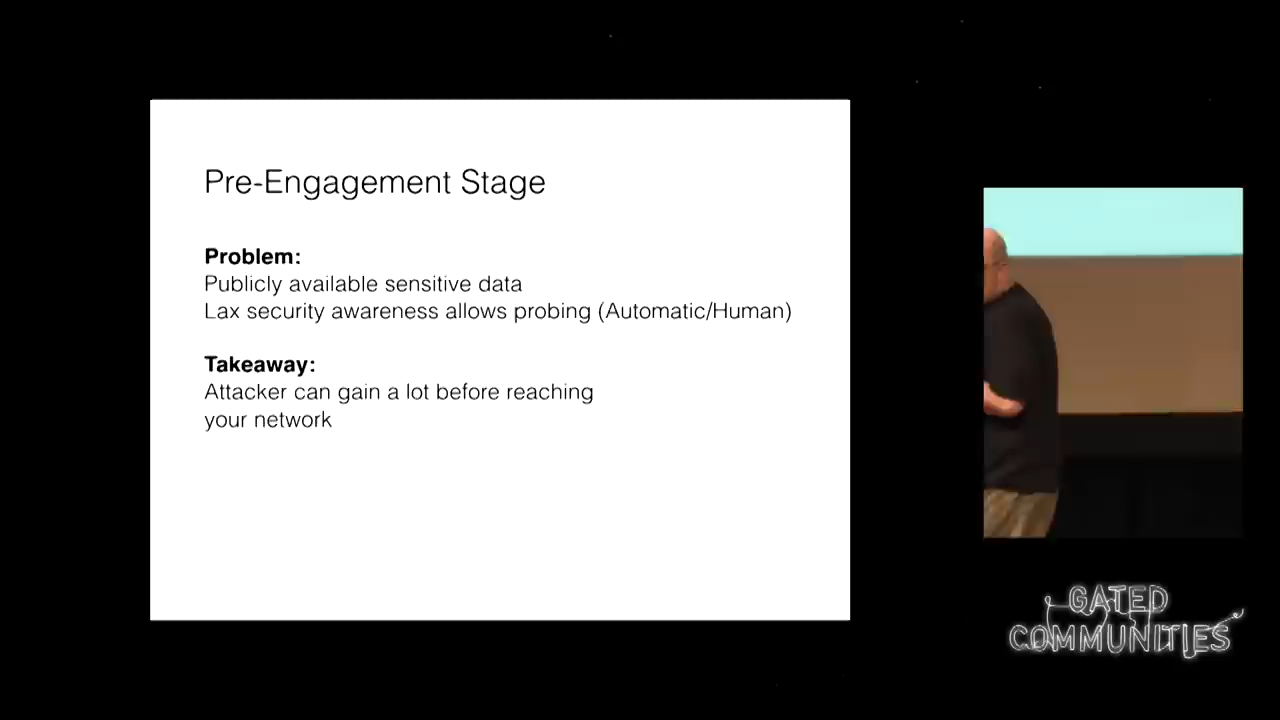 Pre-Engagement Stage
Problem:
Publicly available sensitive data
Lax security awareness allows probing (Automatic/Human)
Takeaway:
Attacker can gain a lot before reaching
your network
GATED
COMMUNITIES